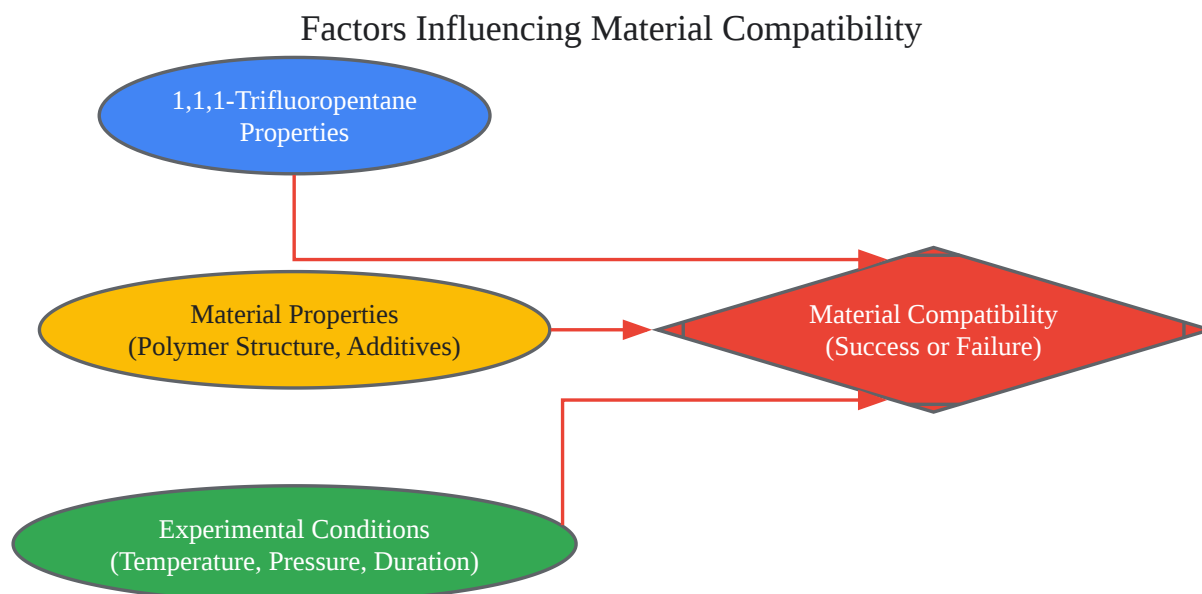 Factors Influencing Material Compatibility
1,1,1-Trifluoropentane
Properties
Material Properties
(Polymer Structure, Additives)
Material Compatibility
(Success or Failure)
Experimental Conditions
(Temperature, Pressure, Duration)